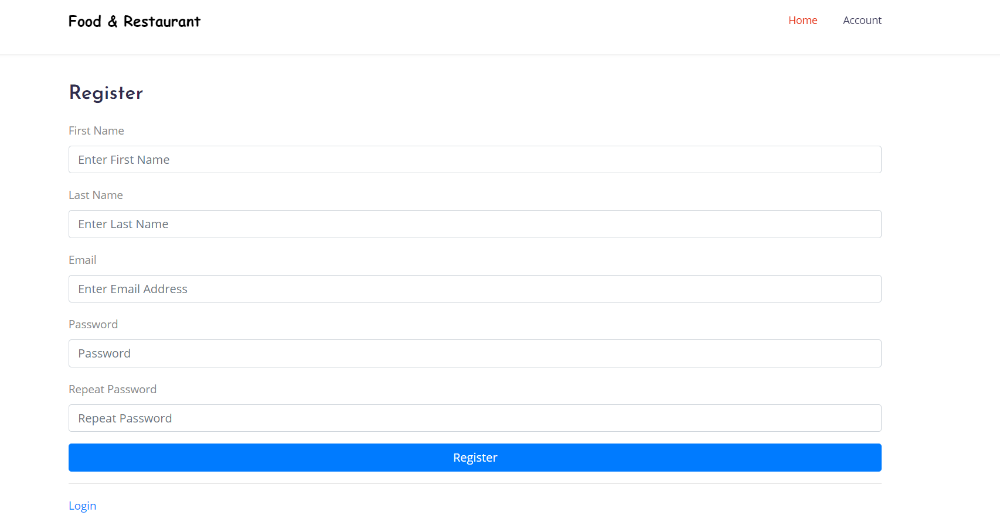 Food & Restaurant
Home Account
Register
First Name
Enter First Name
Last Name
Enter Last Name
Email
Enter Email Address
Password
Password
Repeat Password
Repeat Password
Register
Login